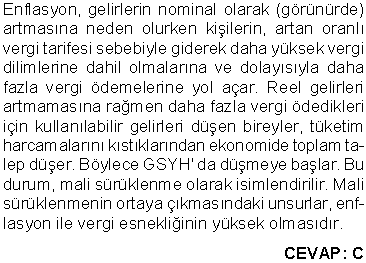 Enflasyon, gelirlerin nominal olarak (görünürde)
artmasına neden olurken kişilerin, artan oranlı
vergi tarifesi sebebiyle giderek daha yüksek vergi
dilimlerine dahil olmalarına ve dolayısıyla daha
fazla vergi ödemelerine yol açar. Reel gelirleri
artmamasına rağmen daha fazla vergi ödedikleri
için kullanılabilir gelirleri düşen bireyler, tüketim
harcamalarını kıstıklarından ekonomide toplam ta-
lep düşer. Böylece GSYH' da düşmeye başlar. Bu
durum, mali sürüklenme olarak isimlendirilir. Mali
sürüklenmenin ortaya çıkmasındaki unsurlar, enf-
lasyon ile vergi esnekliğinin yüksek olmasıdır.
CEVAP: C